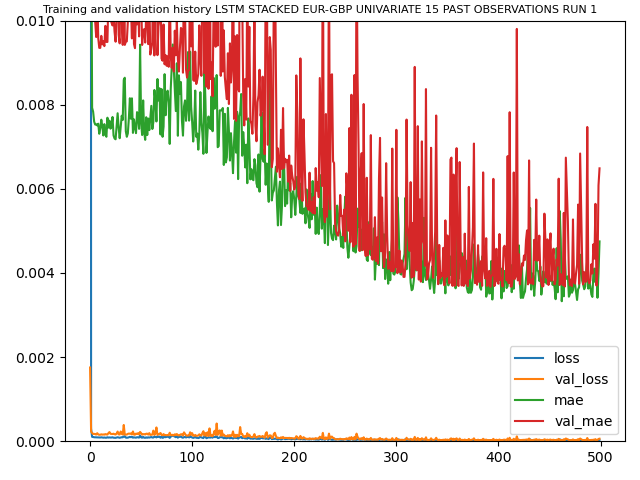 Training and validation history LSTM STACKED EUR-GBP UNIVARIATE 15 PAST OBSERVATIONS RUN 1
0.010
0.008
0.006
0.004
0.002
0.000
loss
val_loss
mae
val_mae
0 100 200 300 400 500